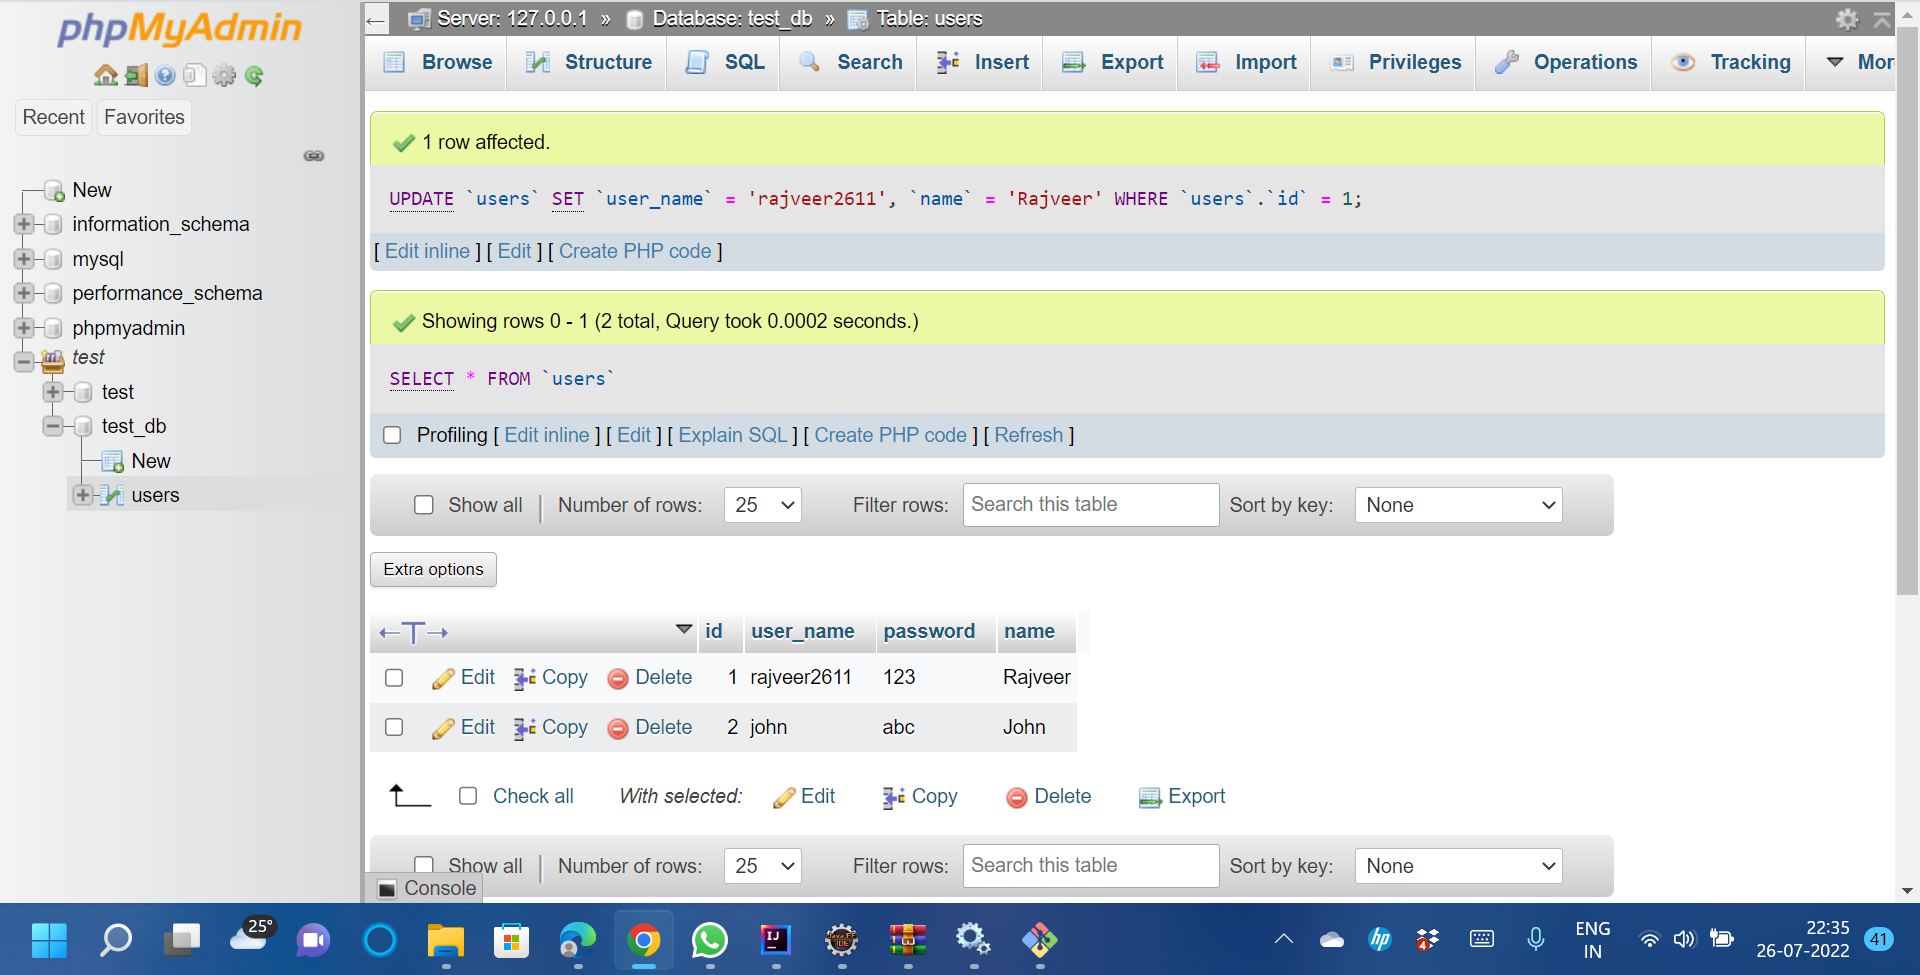 phpMyAdmin
Recent Favorites
New
information_schema
mysql
performance_schema
phpmyadmin
test
test
test_db
New
users
Server: 127.0.0.1 » Database: test_db » Table: users
Browse Structure SQL Search Insert Export Import Privileges Operations Tracking Mor
1 row affected.
UPDATE `users` SET `user_name` = 'rajveer2611', `name` = 'Rajveer' WHERE `users`.`id` = 1;
[ Edit inline ] [ Edit ] [ Create PHP code ]
Showing rows 0 - 1 (2 total, Query took 0.0002 seconds.)
SELECT * FROM `users`
Profiling [ Edit inline ] [ Edit ] [ Explain SQL ] [ Create PHP code ] [ Refresh ]
Show all | Number of rows: 25 Filter rows: Search this table Sort by key: None
Extra options
←T→ id user_name password name
Edit Copy Delete 1 rajveer2611 123 Rajveer
Edit Copy Delete 2 john abc John
Check all With selected: Edit Copy Delete Export
Show all | Number of rows: 25 Filter rows: Search this table Sort by key: None
Console
25° IJ JavaFF IDE hp 4 ENG 22:35 41
IN 26-07-2022